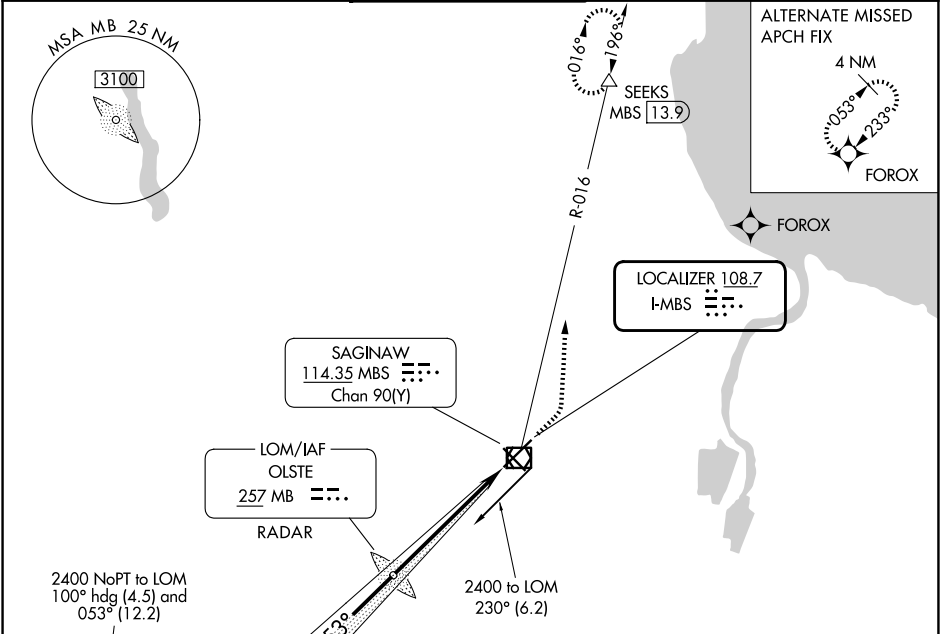 MSA MB 25 NM
3100
016°
196°
SEEKS
MBS 13.9
ALTERNATE MISSED
APCH FIX
4 NM
053°
233°
FOROX
FOROX
R-016
LOCALIZER 108.7
I-MBS
SAGINAW
114.35 MBS
Chan 90(Y)
LOM/IAF
OLSTE
257 MB
RADAR
2400 NoPT to LOM
100° hdg (4.5) and
053° (12.2)
2400 to LOM
230° (6.2)